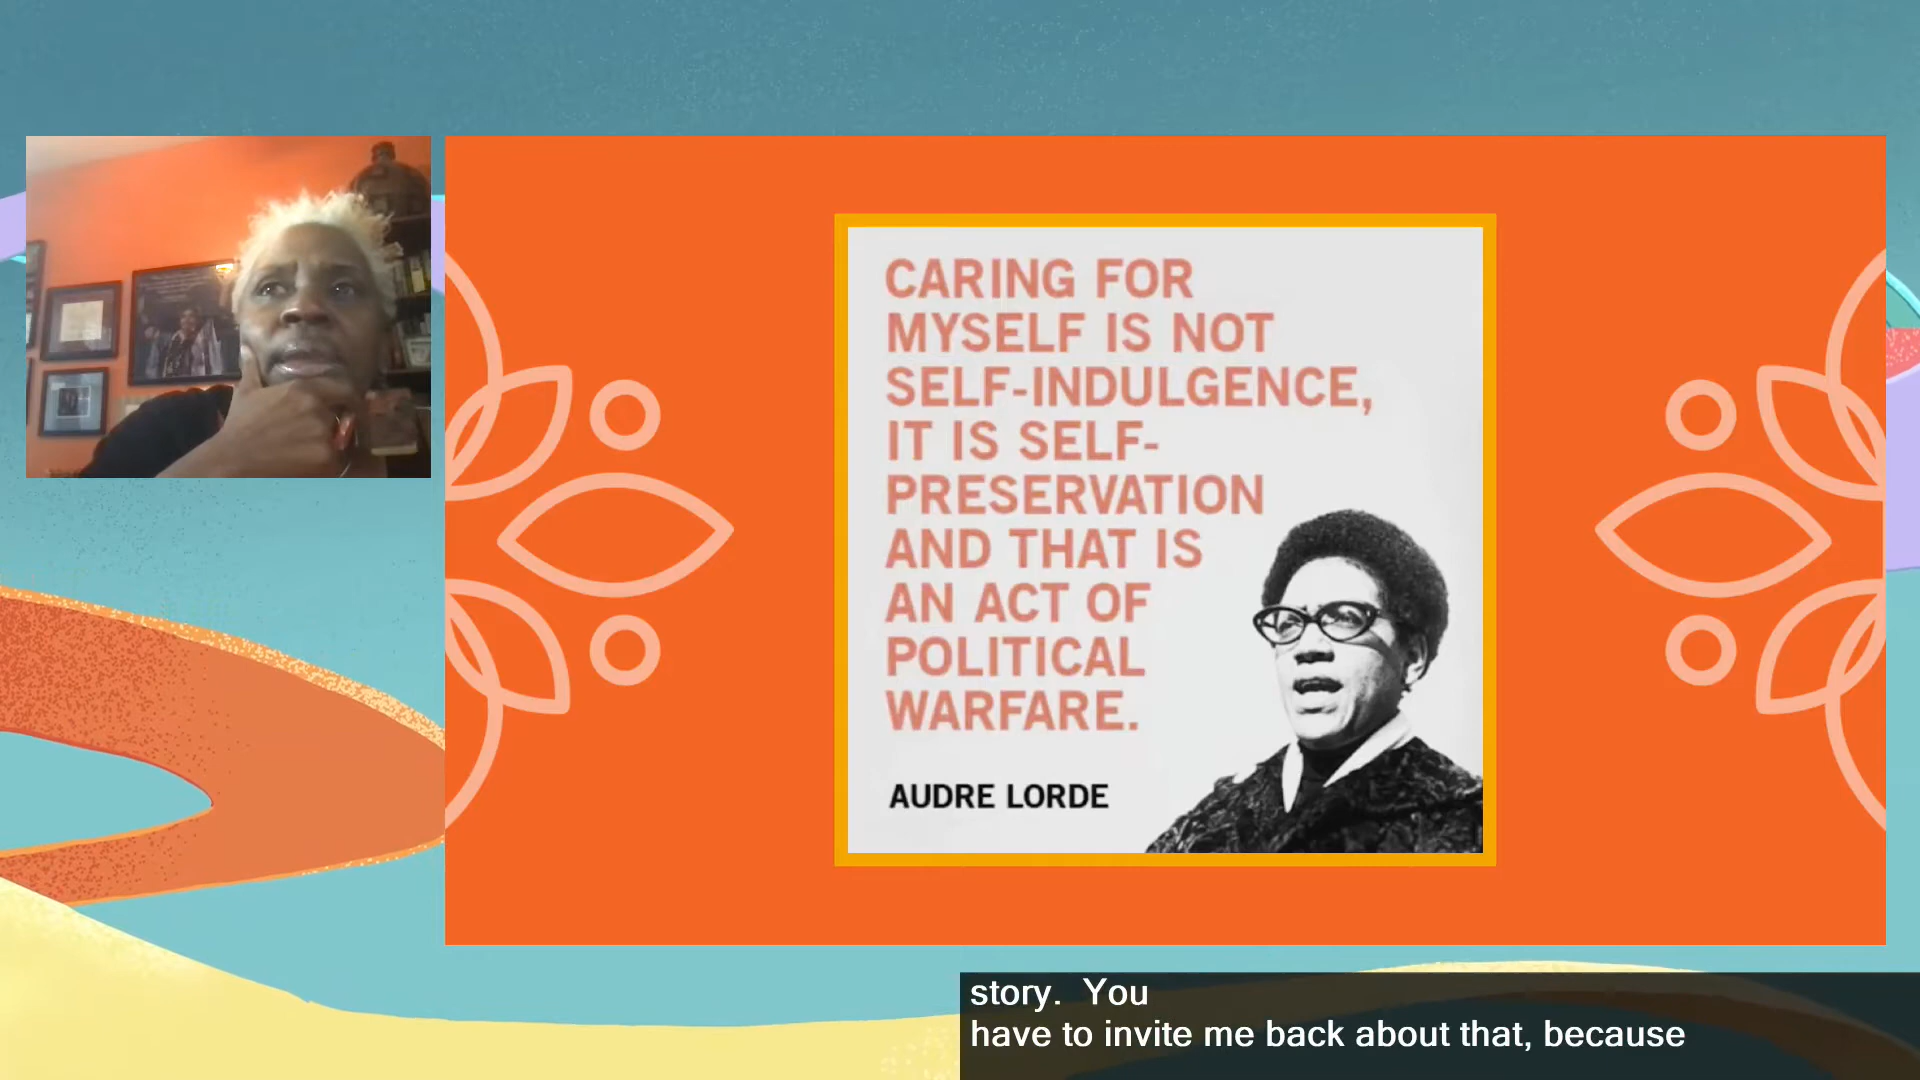 CARING FOR
MYSELF IS NOT
SELF-INDULGENCE,
IT IS SELF-
PRESERVATION
AND THAT IS
AN ACT OF
POLITICAL
WARFARE.
AUDRE LORDE
story.  You
have to invite me back about that, because